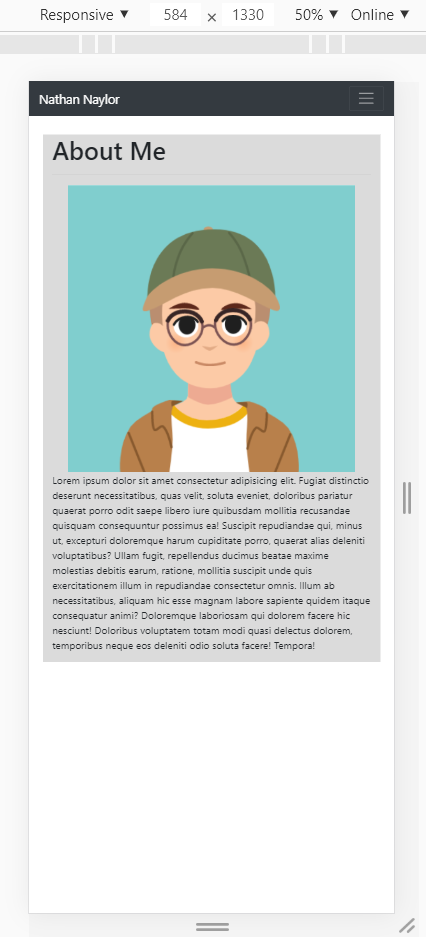 Responsive ▼ 584 × 1330 50% ▼ Online ▼
Nathan Naylor
About Me
Lorem ipsum dolor sit amet consectetur adipisicing elit. Fugiat distinctio
deserunt necessitatibus, quas velit, soluta eveniet, doloribus pariatur
quaerat porro odit saepe libero iure quibusdam mollitia recusandae
quisquam consequuntur possimus ea! Suscipit repudiandae qui, minus
ut, excepturi doloremque harum cupiditate porro, quaerat alias deleniti
voluptatibus? Ullam fugit, repellendus ducimus beatae maxime
molestias debitis earum, ratione, mollitia suscipit unde quis
exercitationem illum in repudiandae consectetur omnis. Illum ab
necessitatibus, aliquam hic esse magnam labore sapiente quidem itaque
consequatur animi? Doloremque laboriosam qui dolorem facere hic
nesciunt! Doloribus voluptatem totam modi quasi delectus dolorem,
temporibus neque eos deleniti odio soluta facere! Tempora!